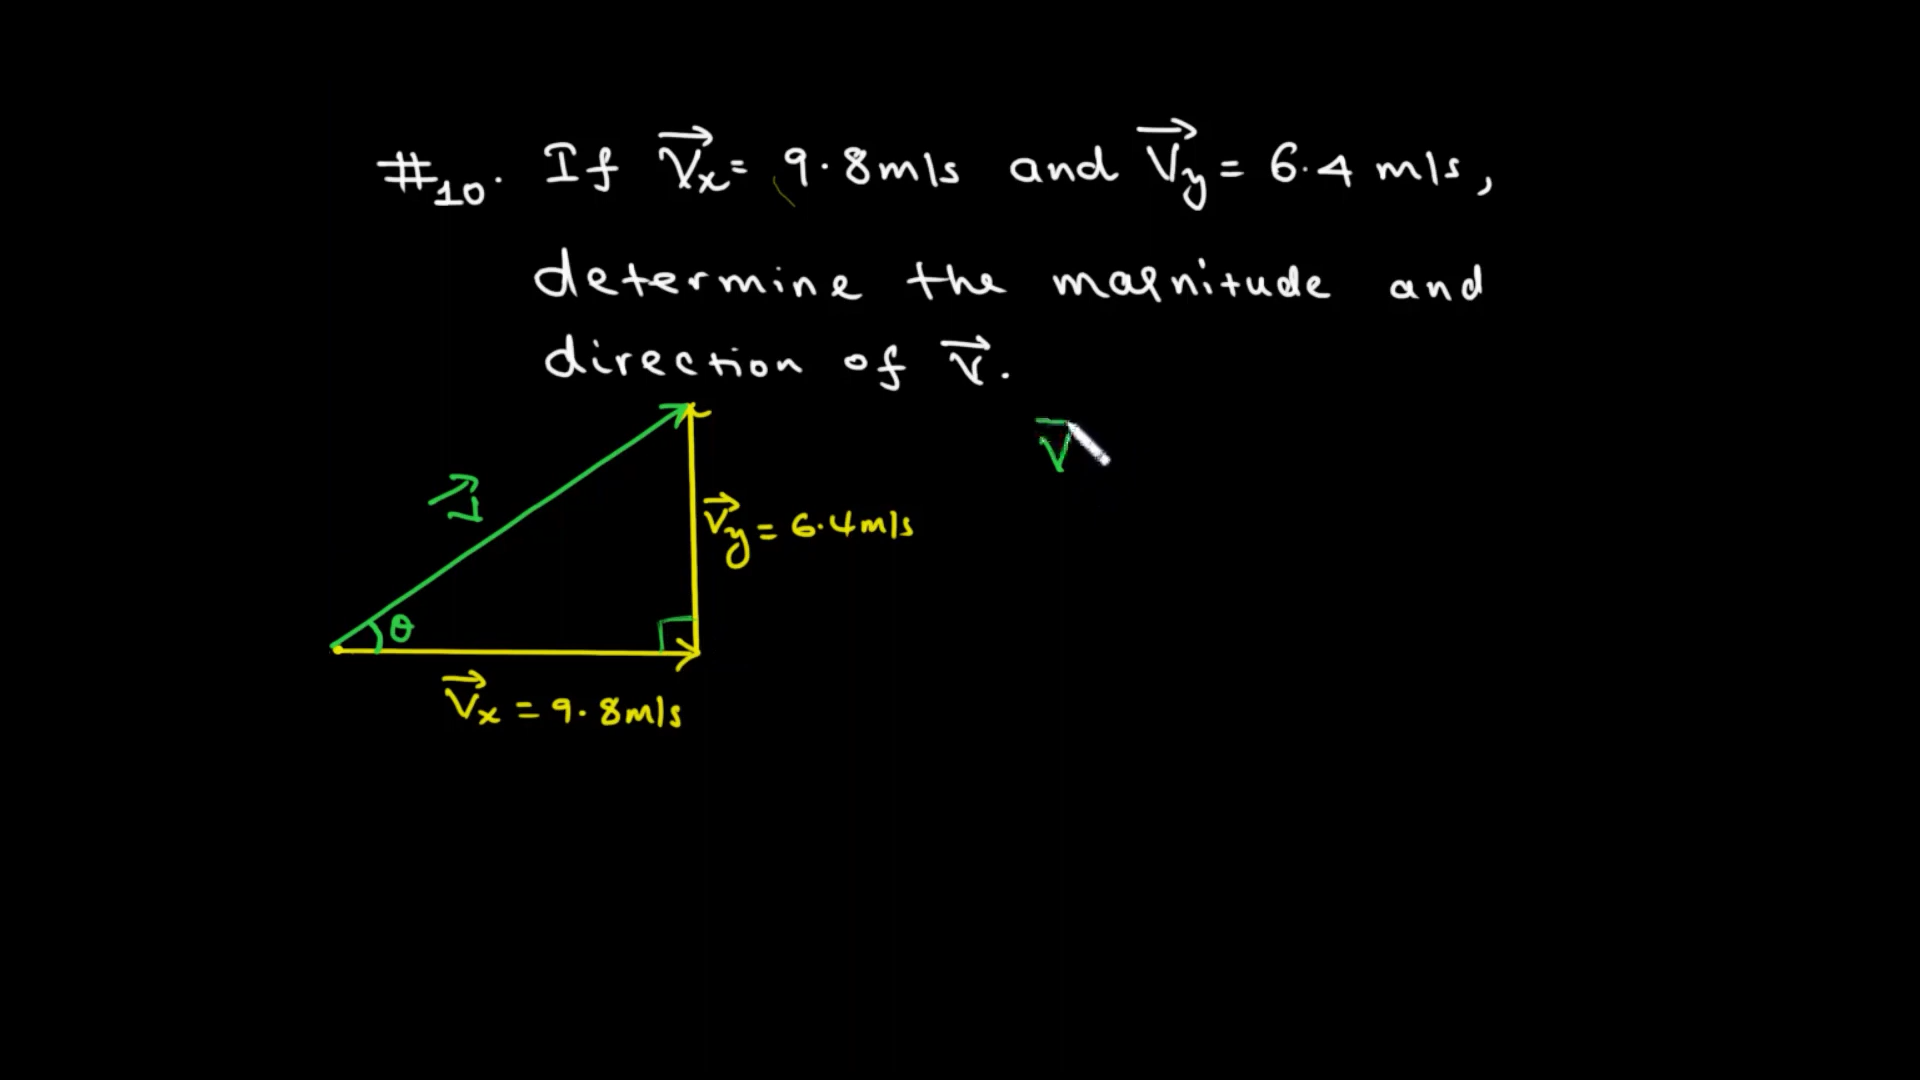 #10. If V⃗x = 9.8m/s and V⃗y = 6.4 m/s,
determine the magnitude and
direction of V⃗.
V⃗
V
V⃗y = 6.4m/s
θ
V⃗x = 9.8m/s